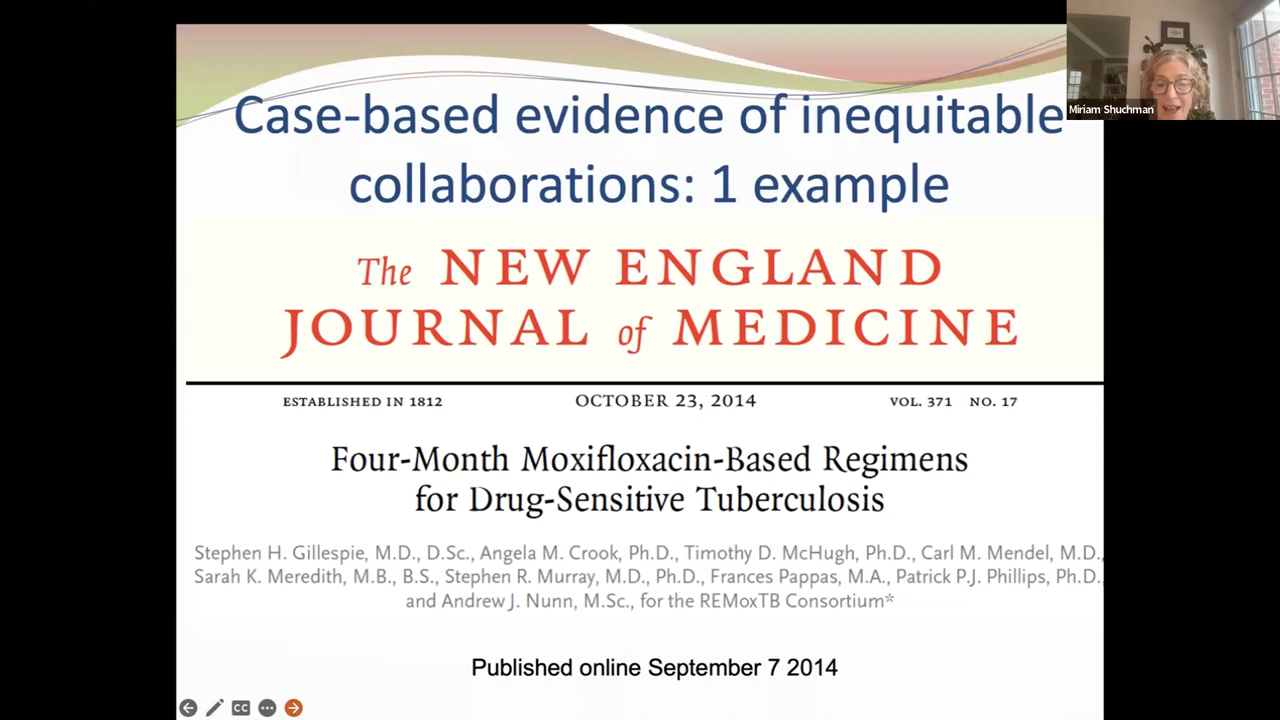 Case-based evidence of inequitable
collaborations: 1 example
The NEW ENGLAND
JOURNAL of MEDICINE
ESTABLISHED IN 1812 OCTOBER 23, 2014 VOL. 371 NO. 17
Four-Month Moxifloxacin-Based Regimens
for Drug-Sensitive Tuberculosis
Stephen H. Gillespie, M.D., D.Sc., Angela M. Crook, Ph.D., Timothy D. McHugh, Ph.D., Carl M. Mendel, M.D.,
Sarah K. Meredith, M.B., B.S., Stephen R. Murray, M.D., Ph.D., Frances Pappas, M.A., Patrick P.J. Phillips, Ph.D.,
and Andrew J. Nunn, M.Sc., for the REMoxTB Consortium*
Published online September 7 2014
CC
Miriam Shuchman